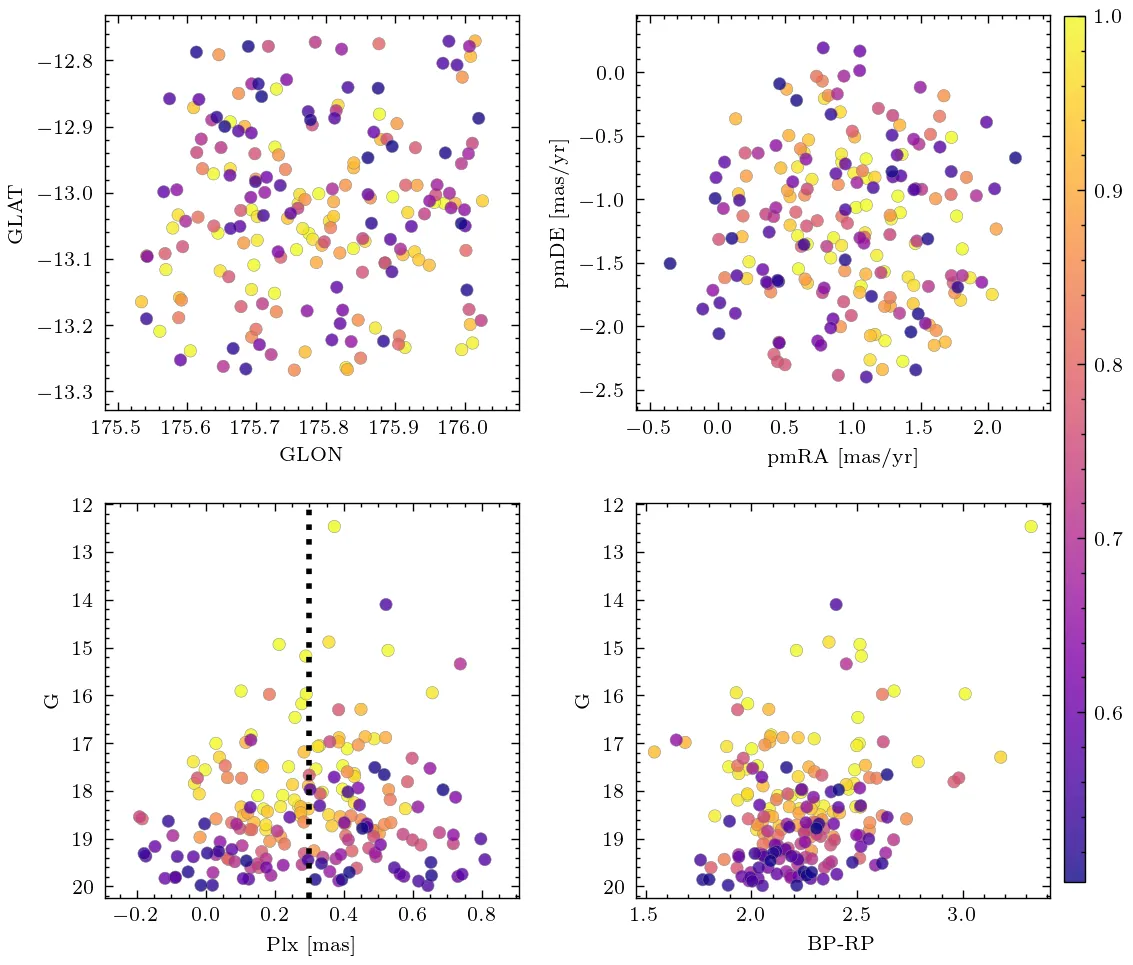 −12.8
−12.9
−13.0
−13.1
−13.2
−13.3
GLAT
175.5 175.6 175.7 175.8 175.9 176.0
GLON
0.0
−0.5
−1.0
−1.5
−2.0
−2.5
pmDE [mas/yr]
−0.5 0.0 0.5 1.0 1.5 2.0
pmRA [mas/yr]
1.0
0.9
0.8
0.7
0.6
12
13
14
15
16
17
18
19
20
G
−0.2 0.0 0.2 0.4 0.6 0.8
Plx [mas]
12
13
14
15
16
17
18
19
20
G
1.5 2.0 2.5 3.0
BP-RP